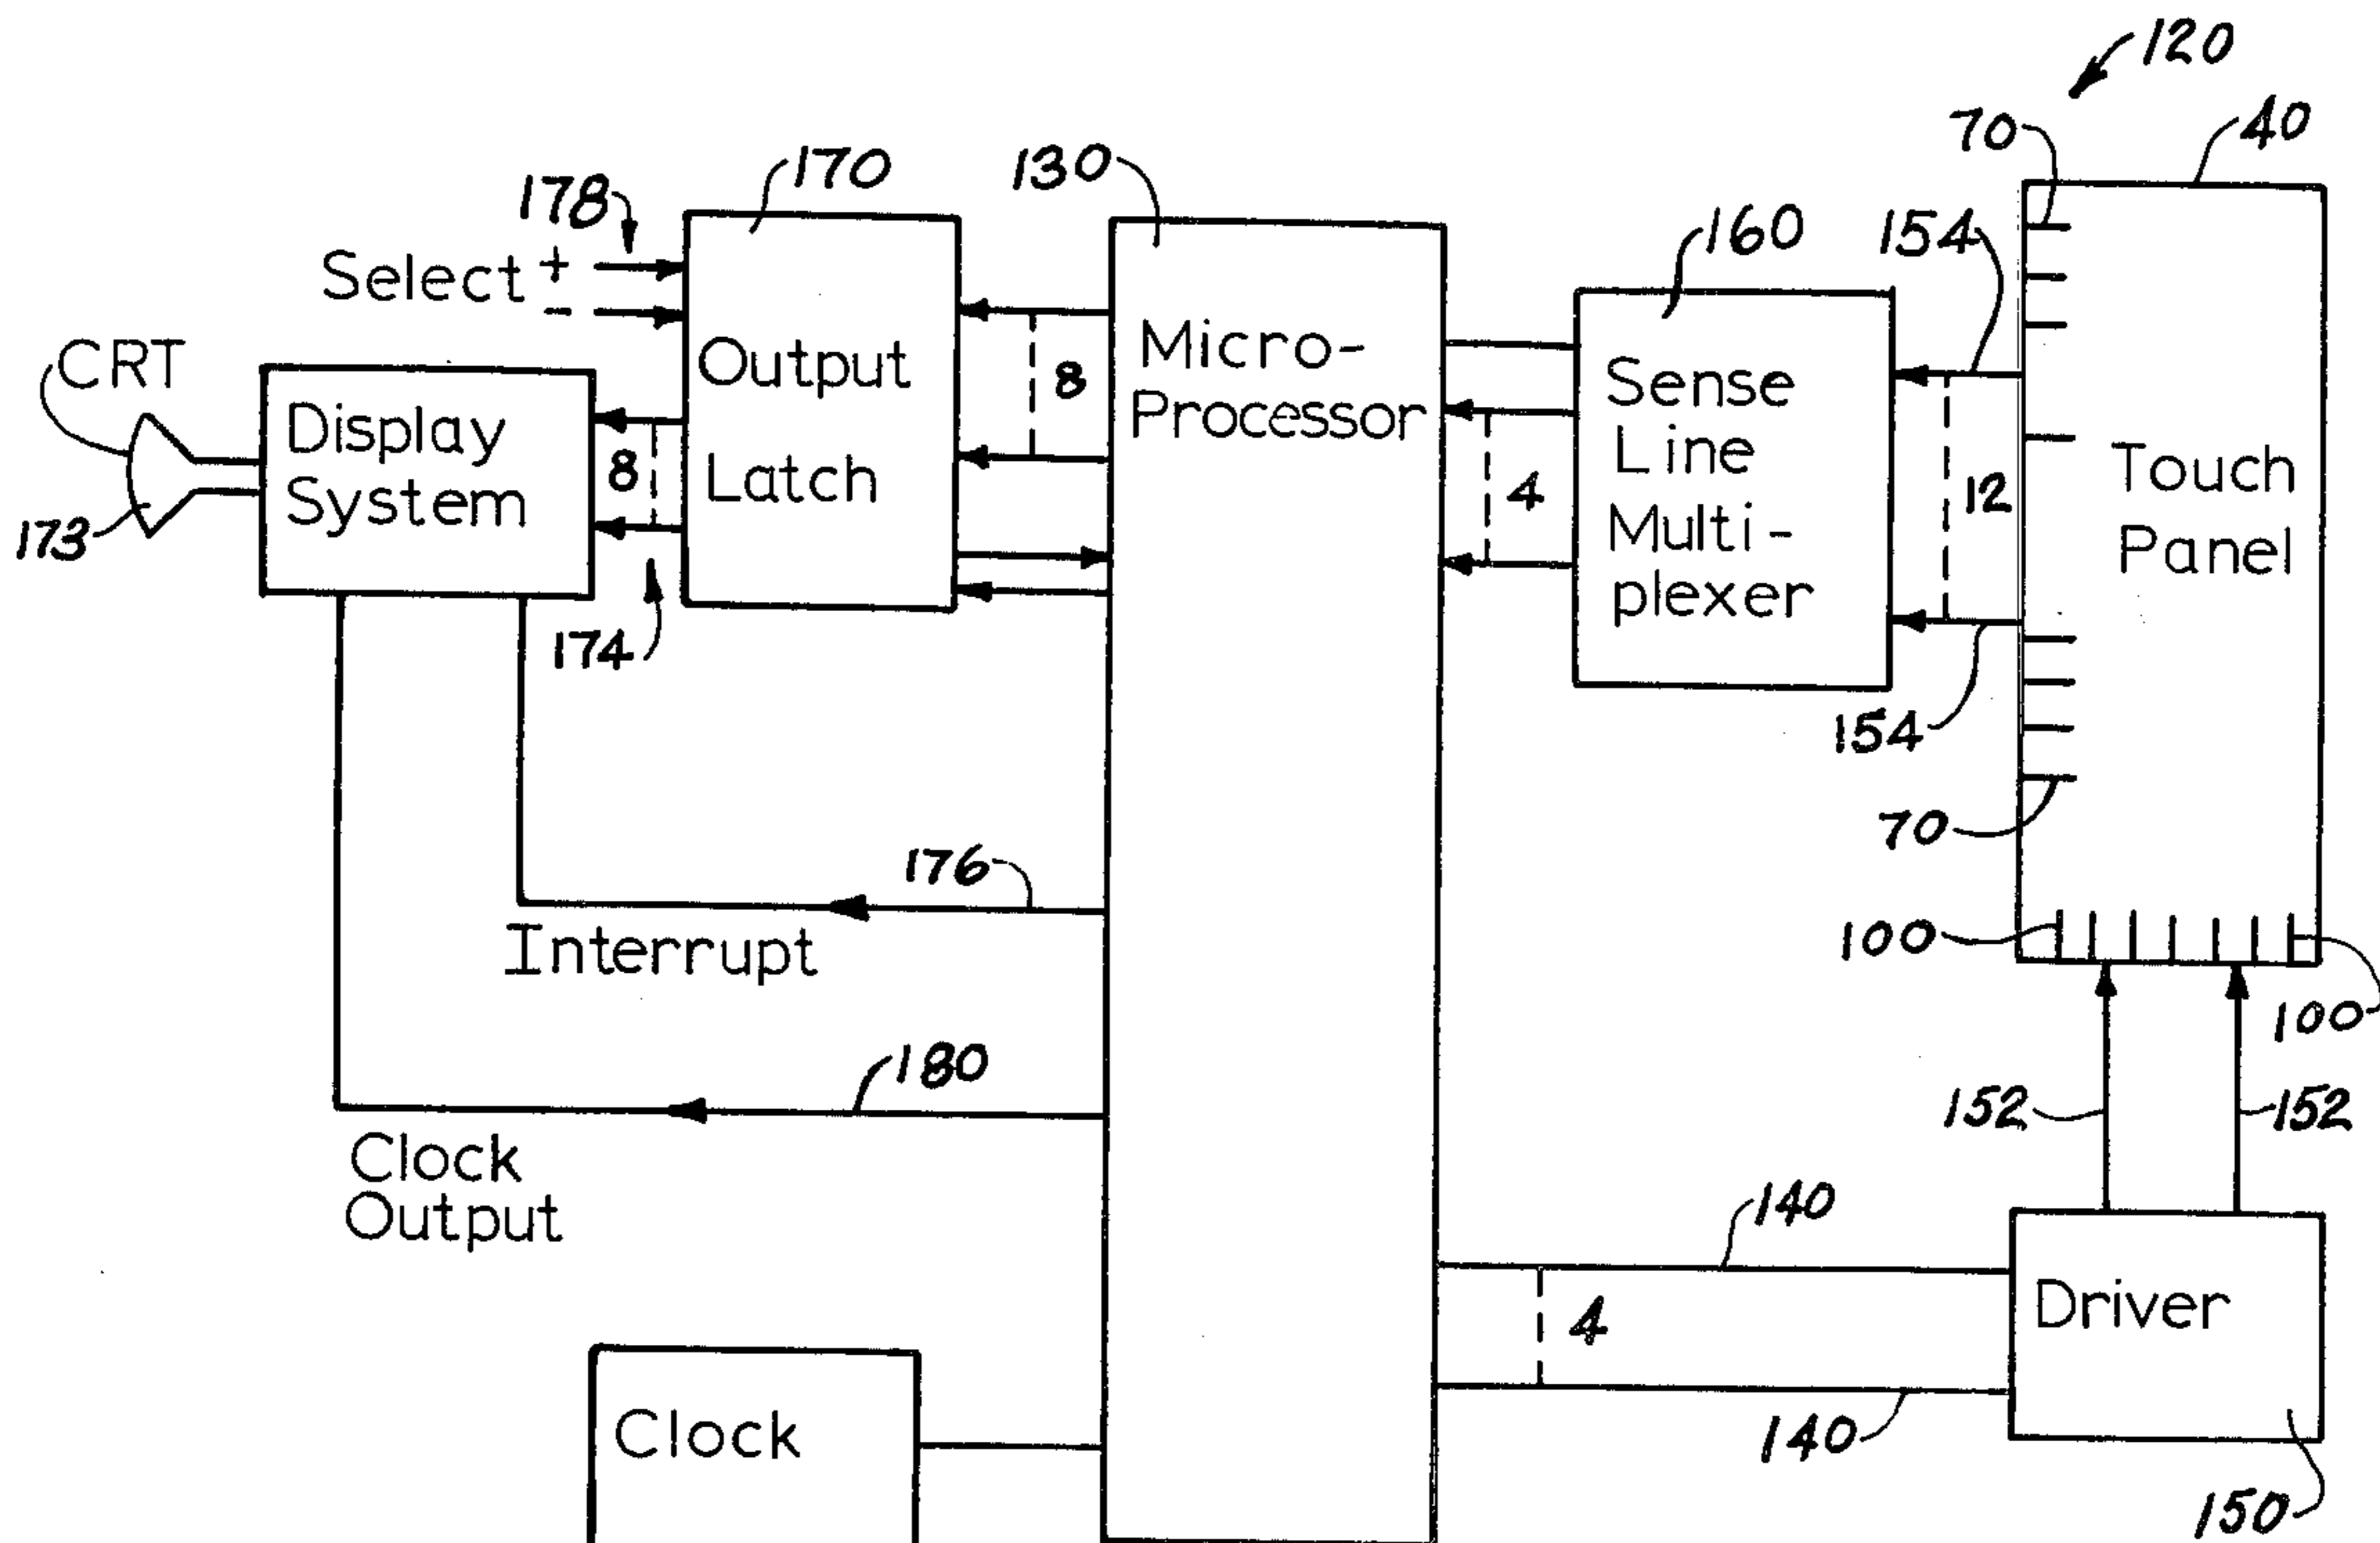 120
70
40
178
170
130
160
154
Select +
-
CRT
Display
System
8
Output
Latch
8
Micro-
Processor
4
Sense
Line
Multi-
plexer
12
Touch
Panel
173
174
154
70
176
Interrupt
100
100
180
Clock
Output
152
152
140
4
140
Driver
150
Clock